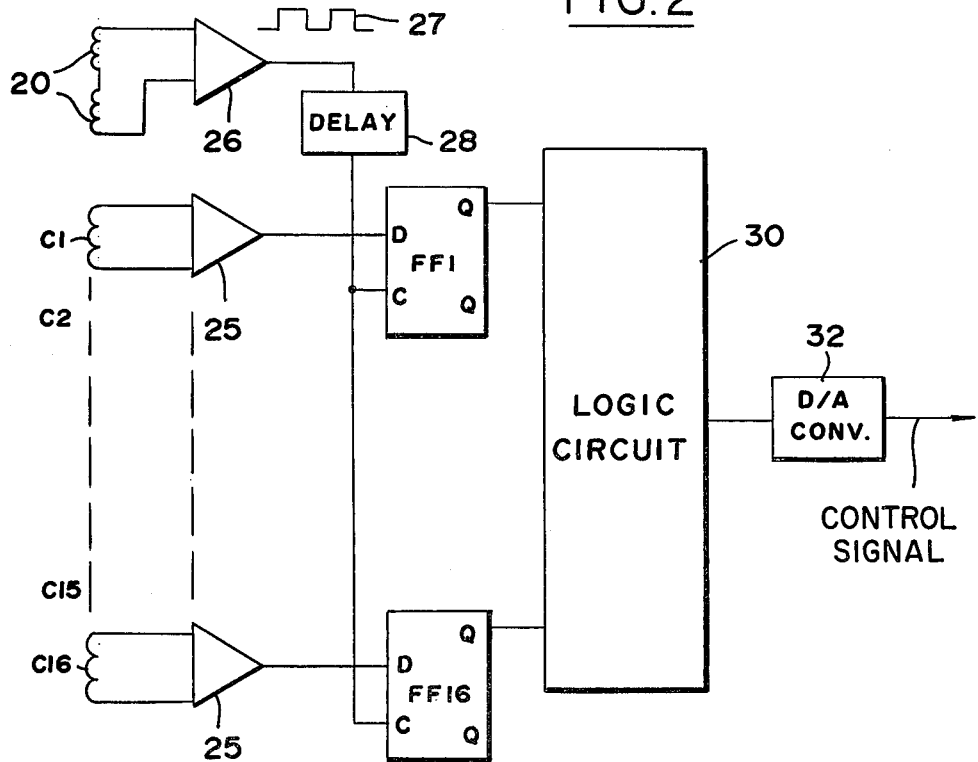 FIG. 2
27
20
26
DELAY
28
C1
25
D
Q
FF1
C
Q
C2
30
LOGIC
CIRCUIT
32
D/A
CONV.
CONTROL
SIGNAL
C15
C16
25
D
Q
FF16
C
Q